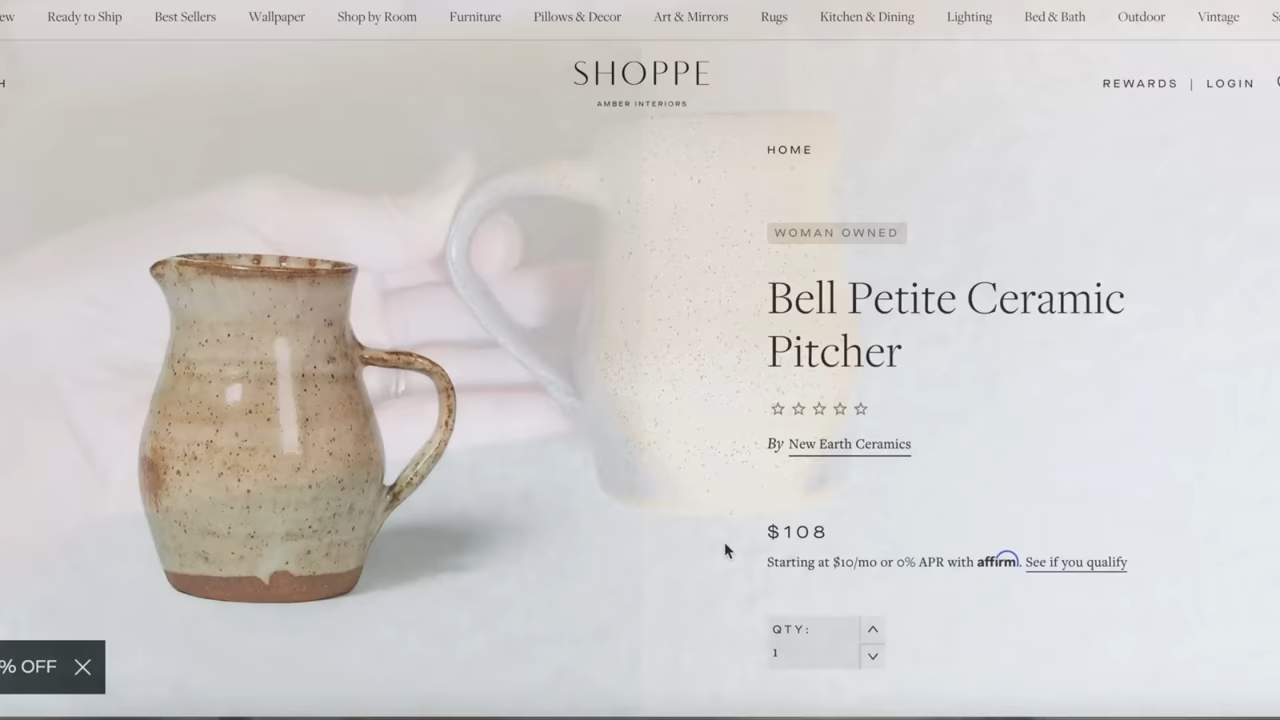 ew Ready to Ship Best Sellers Wallpaper Shop by Room Furniture Pillows & Decor Art & Mirrors Rugs Kitchen & Dining Lighting Bed & Bath Outdoor Vintage
SHOPPE
AMBER INTERIORS
REWARDS | LOGIN
HOME
WOMAN OWNED
Bell Petite Ceramic
Pitcher
By New Earth Ceramics
$108
Starting at $10/mo or 0% APR with affirm. See if you qualify
QTY:
1
% OFF